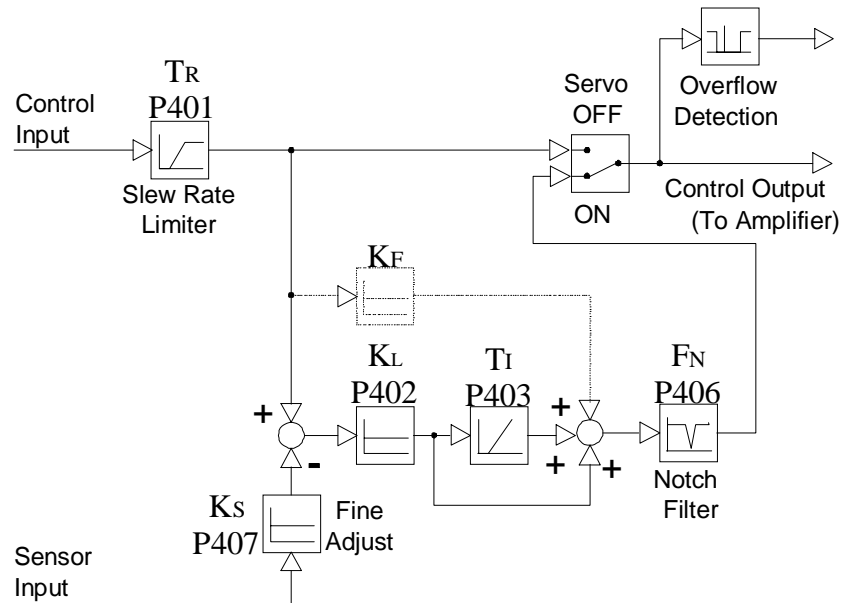 TR
P401
Control
Input
Slew Rate
Limiter
Servo
OFF
ON
Overflow
Detection
Control Output
(To Amplifier)
KF
KL
P402
TI
P403
FN
P406
+
-
+
+
+
Notch
Filter
KS
P407
Fine
Adjust
Sensor
Input